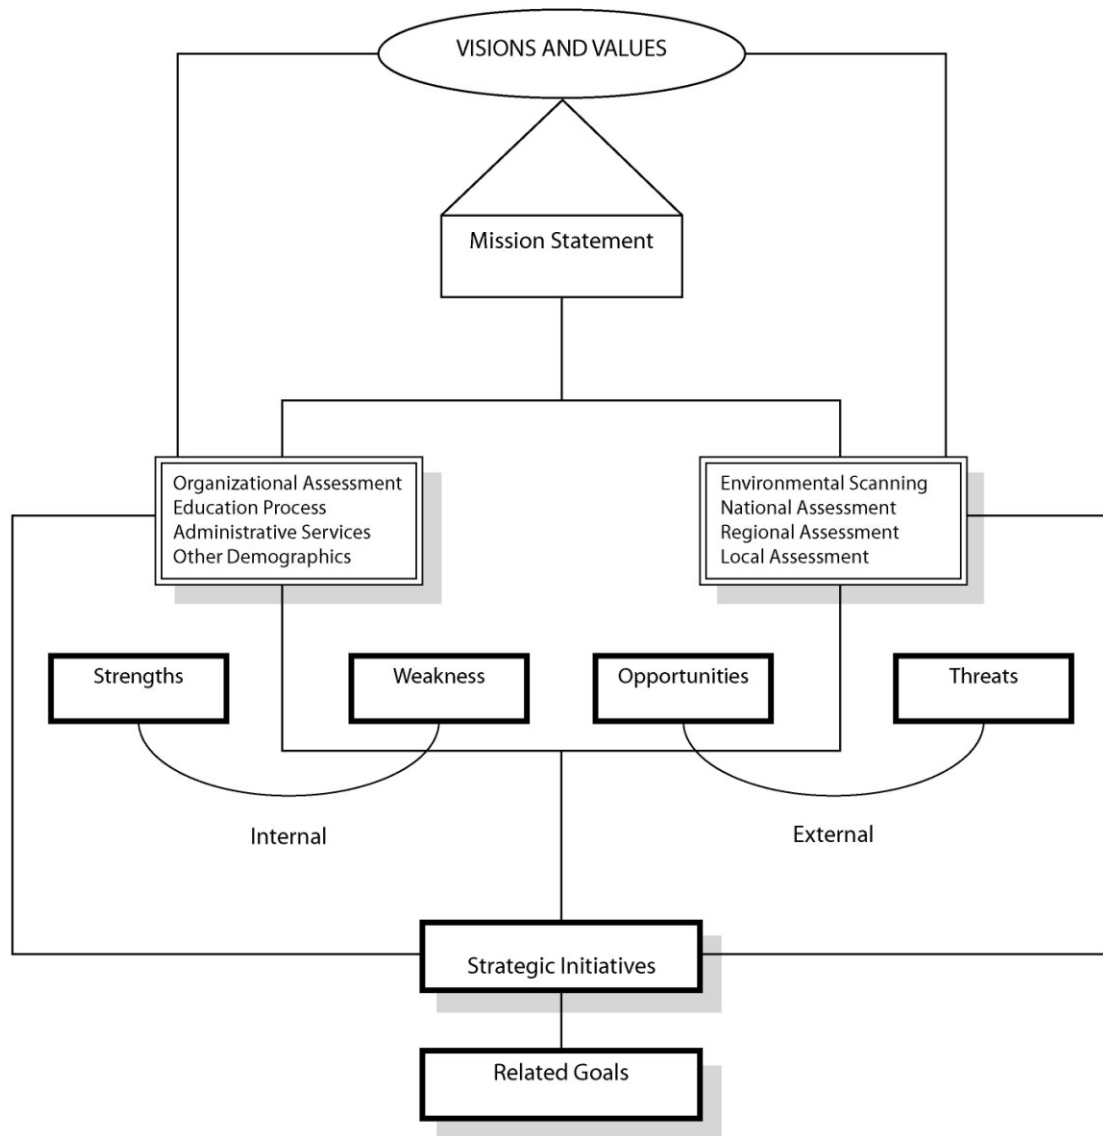 VISIONS AND VALUES
Mission Statement
Organizational Assessment
Education Process
Administrative Services
Other Demographics
Environmental Scanning
National Assessment
Regional Assessment
Local Assessment
Strengths
Weakness
Opportunities
Threats
Internal
External
Strategic Initiatives
Related Goals